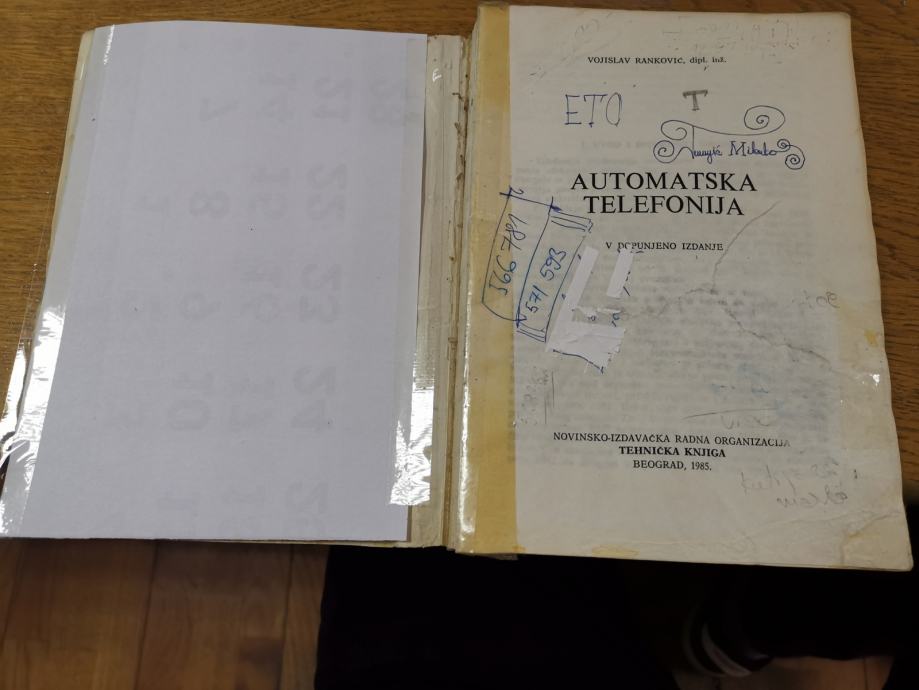 VOJISLAV RANKOVIĆ, dipl. inž.
ETO
T
AUTOMATSKA
TELEFONIJA
V DOPUNJENO IZDANJE
566 781
571 593
NOVINSKO-IZDAVAČKA RADNA ORGANIZACIJA
TEHNIČKA KNJIGA
BEOGRAD, 1985.